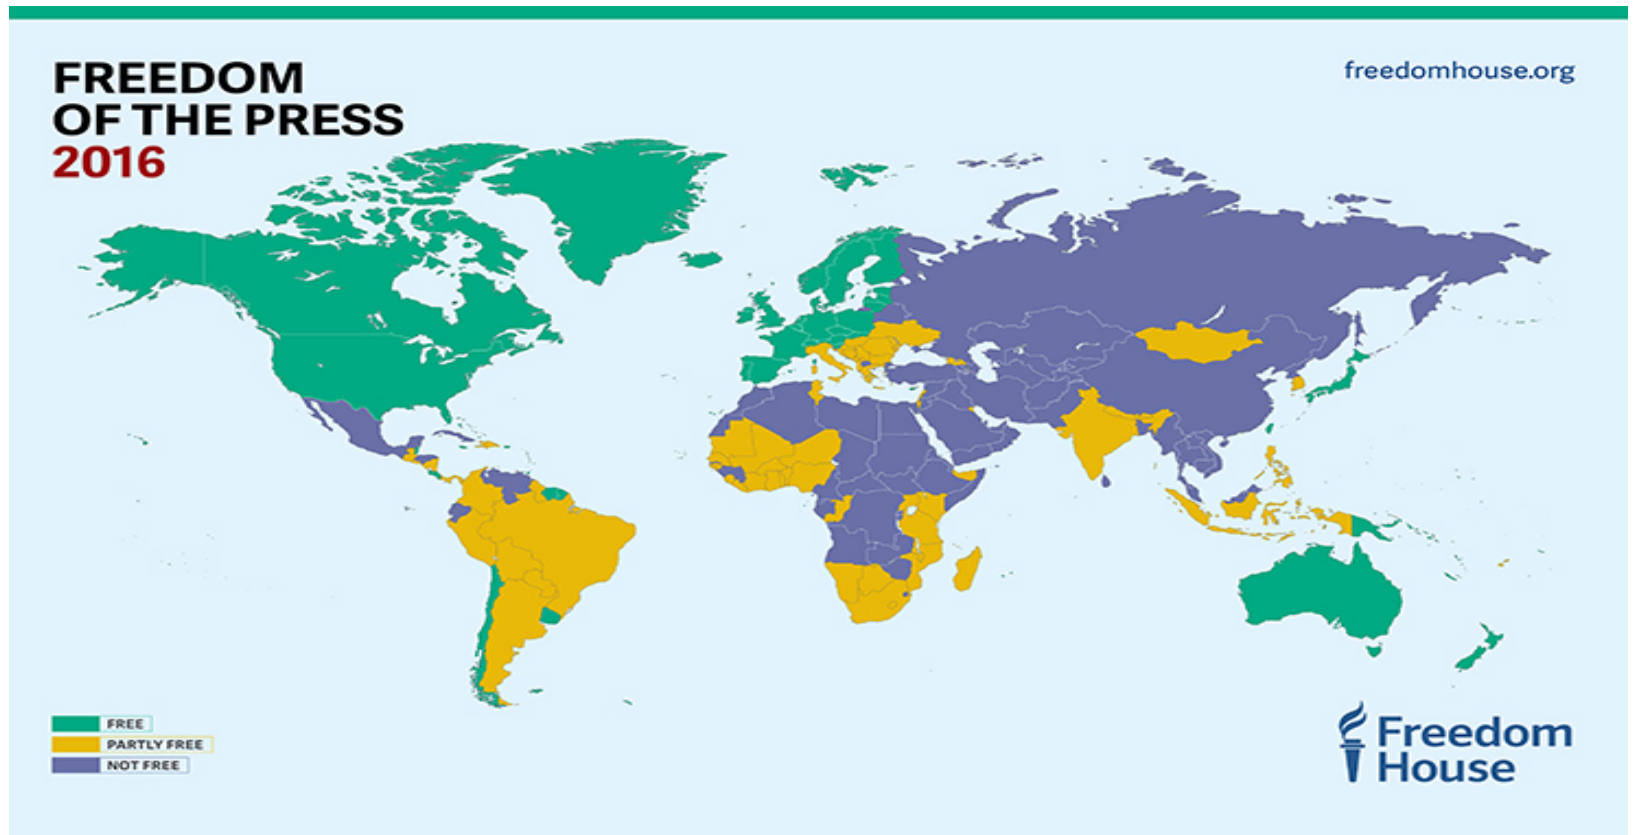 FREEDOM
OF THE PRESS
2016
freedomhouse.org
FREE
PARTLY FREE
NOT FREE
Freedom
House